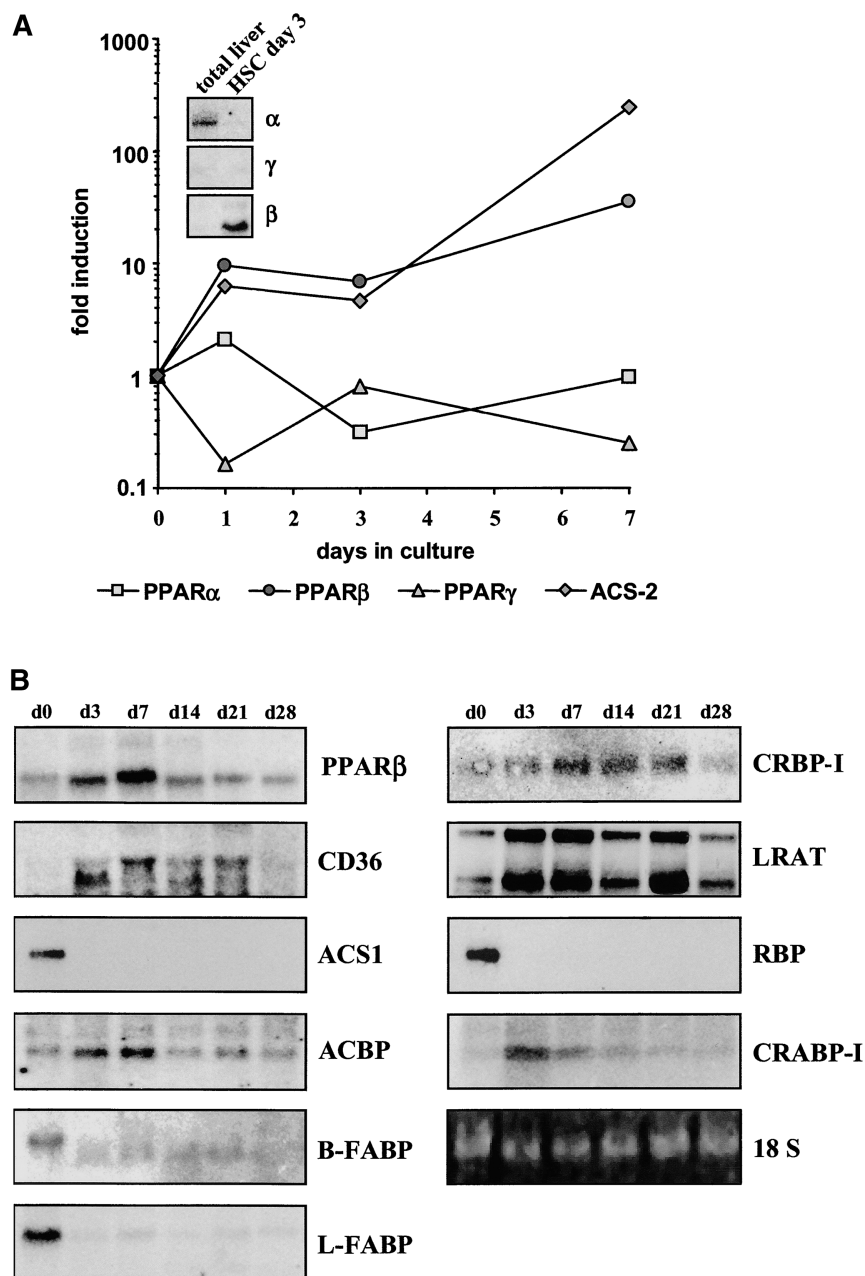 A
total liver
HSC day 3
α
γ
β
1000
100
10
1
0.1
fold induction
0 1 2 3 4 5 6 7
days in culture
PPARα PPARβ PPARγ ACS-2
B
d0 d3 d7 d14 d21 d28
PPARβ
CD36
ACS1
ACBP
B-FABP
L-FABP
d0 d3 d7 d14 d21 d28
CRBP-I
LRAT
RBP
CRABP-I
18 S